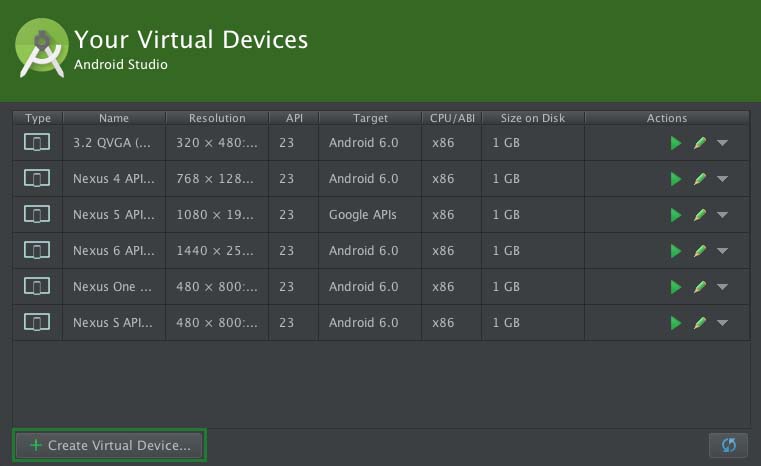 Your Virtual Devices
Android Studio
Type Name Resolution API Target CPU/ABI Size on Disk Actions
3.2 QVGA (... 320 × 480:... 23 Android 6.0 x86 1 GB
Nexus 4 API... 768 × 128... 23 Android 6.0 x86 1 GB
Nexus 5 API... 1080 × 19... 23 Google APIs x86 1 GB
Nexus 6 API... 1440 × 25... 23 Android 6.0 x86 1 GB
Nexus One ... 480 × 800:... 23 Android 6.0 x86 1 GB
Nexus S API... 480 × 800:... 23 Android 6.0 x86 1 GB
Create Virtual Device...